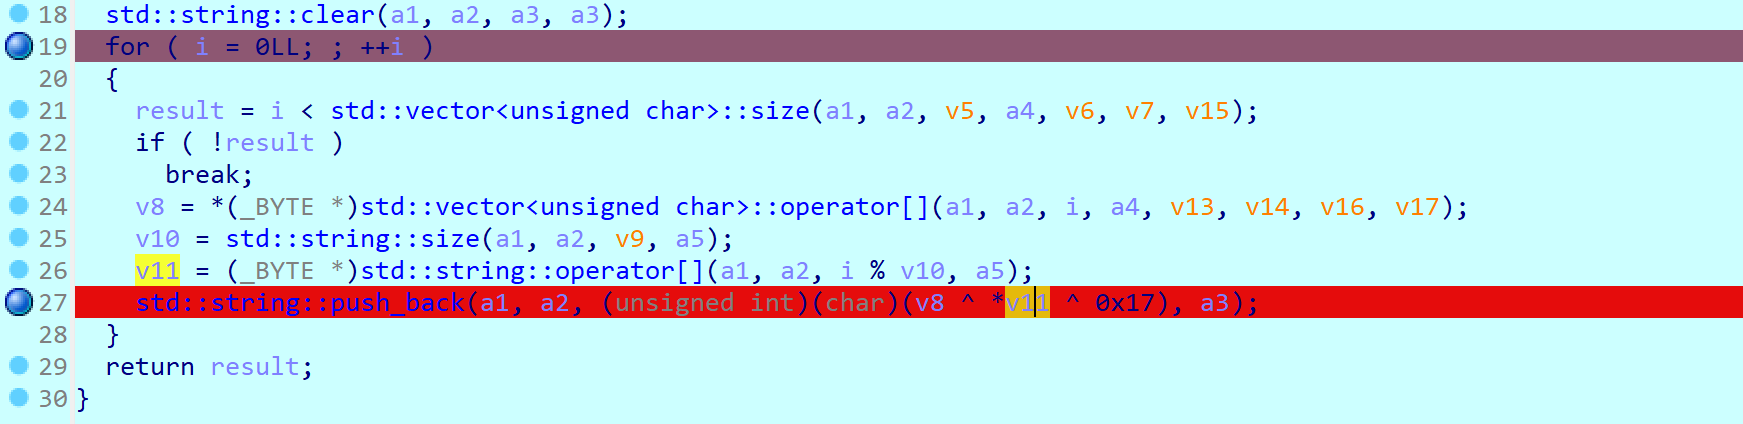 18 std::string::clear(a1, a2, a3, a3);
19 for ( i = 0LL; ; ++i )
20 {
21 result = i < std::vector<unsigned char>::size(a1, a2, v5, a4, v6, v7, v15);
22 if ( !result )
23 break;
24 v8 = *(_BYTE *)std::vector<unsigned char>::operator[](a1, a2, i, a4, v13, v14, v16, v17);
25 v10 = std::string::size(a1, a2, v9, a5);
26 v11 = (_BYTE *)std::string::operator[](a1, a2, i % v10, a5);
27 std::string::push_back(a1, a2, (unsigned int)(char)(v8 ^ *v11 ^ 0x17), a3);
28 }
29 return result;
30 }